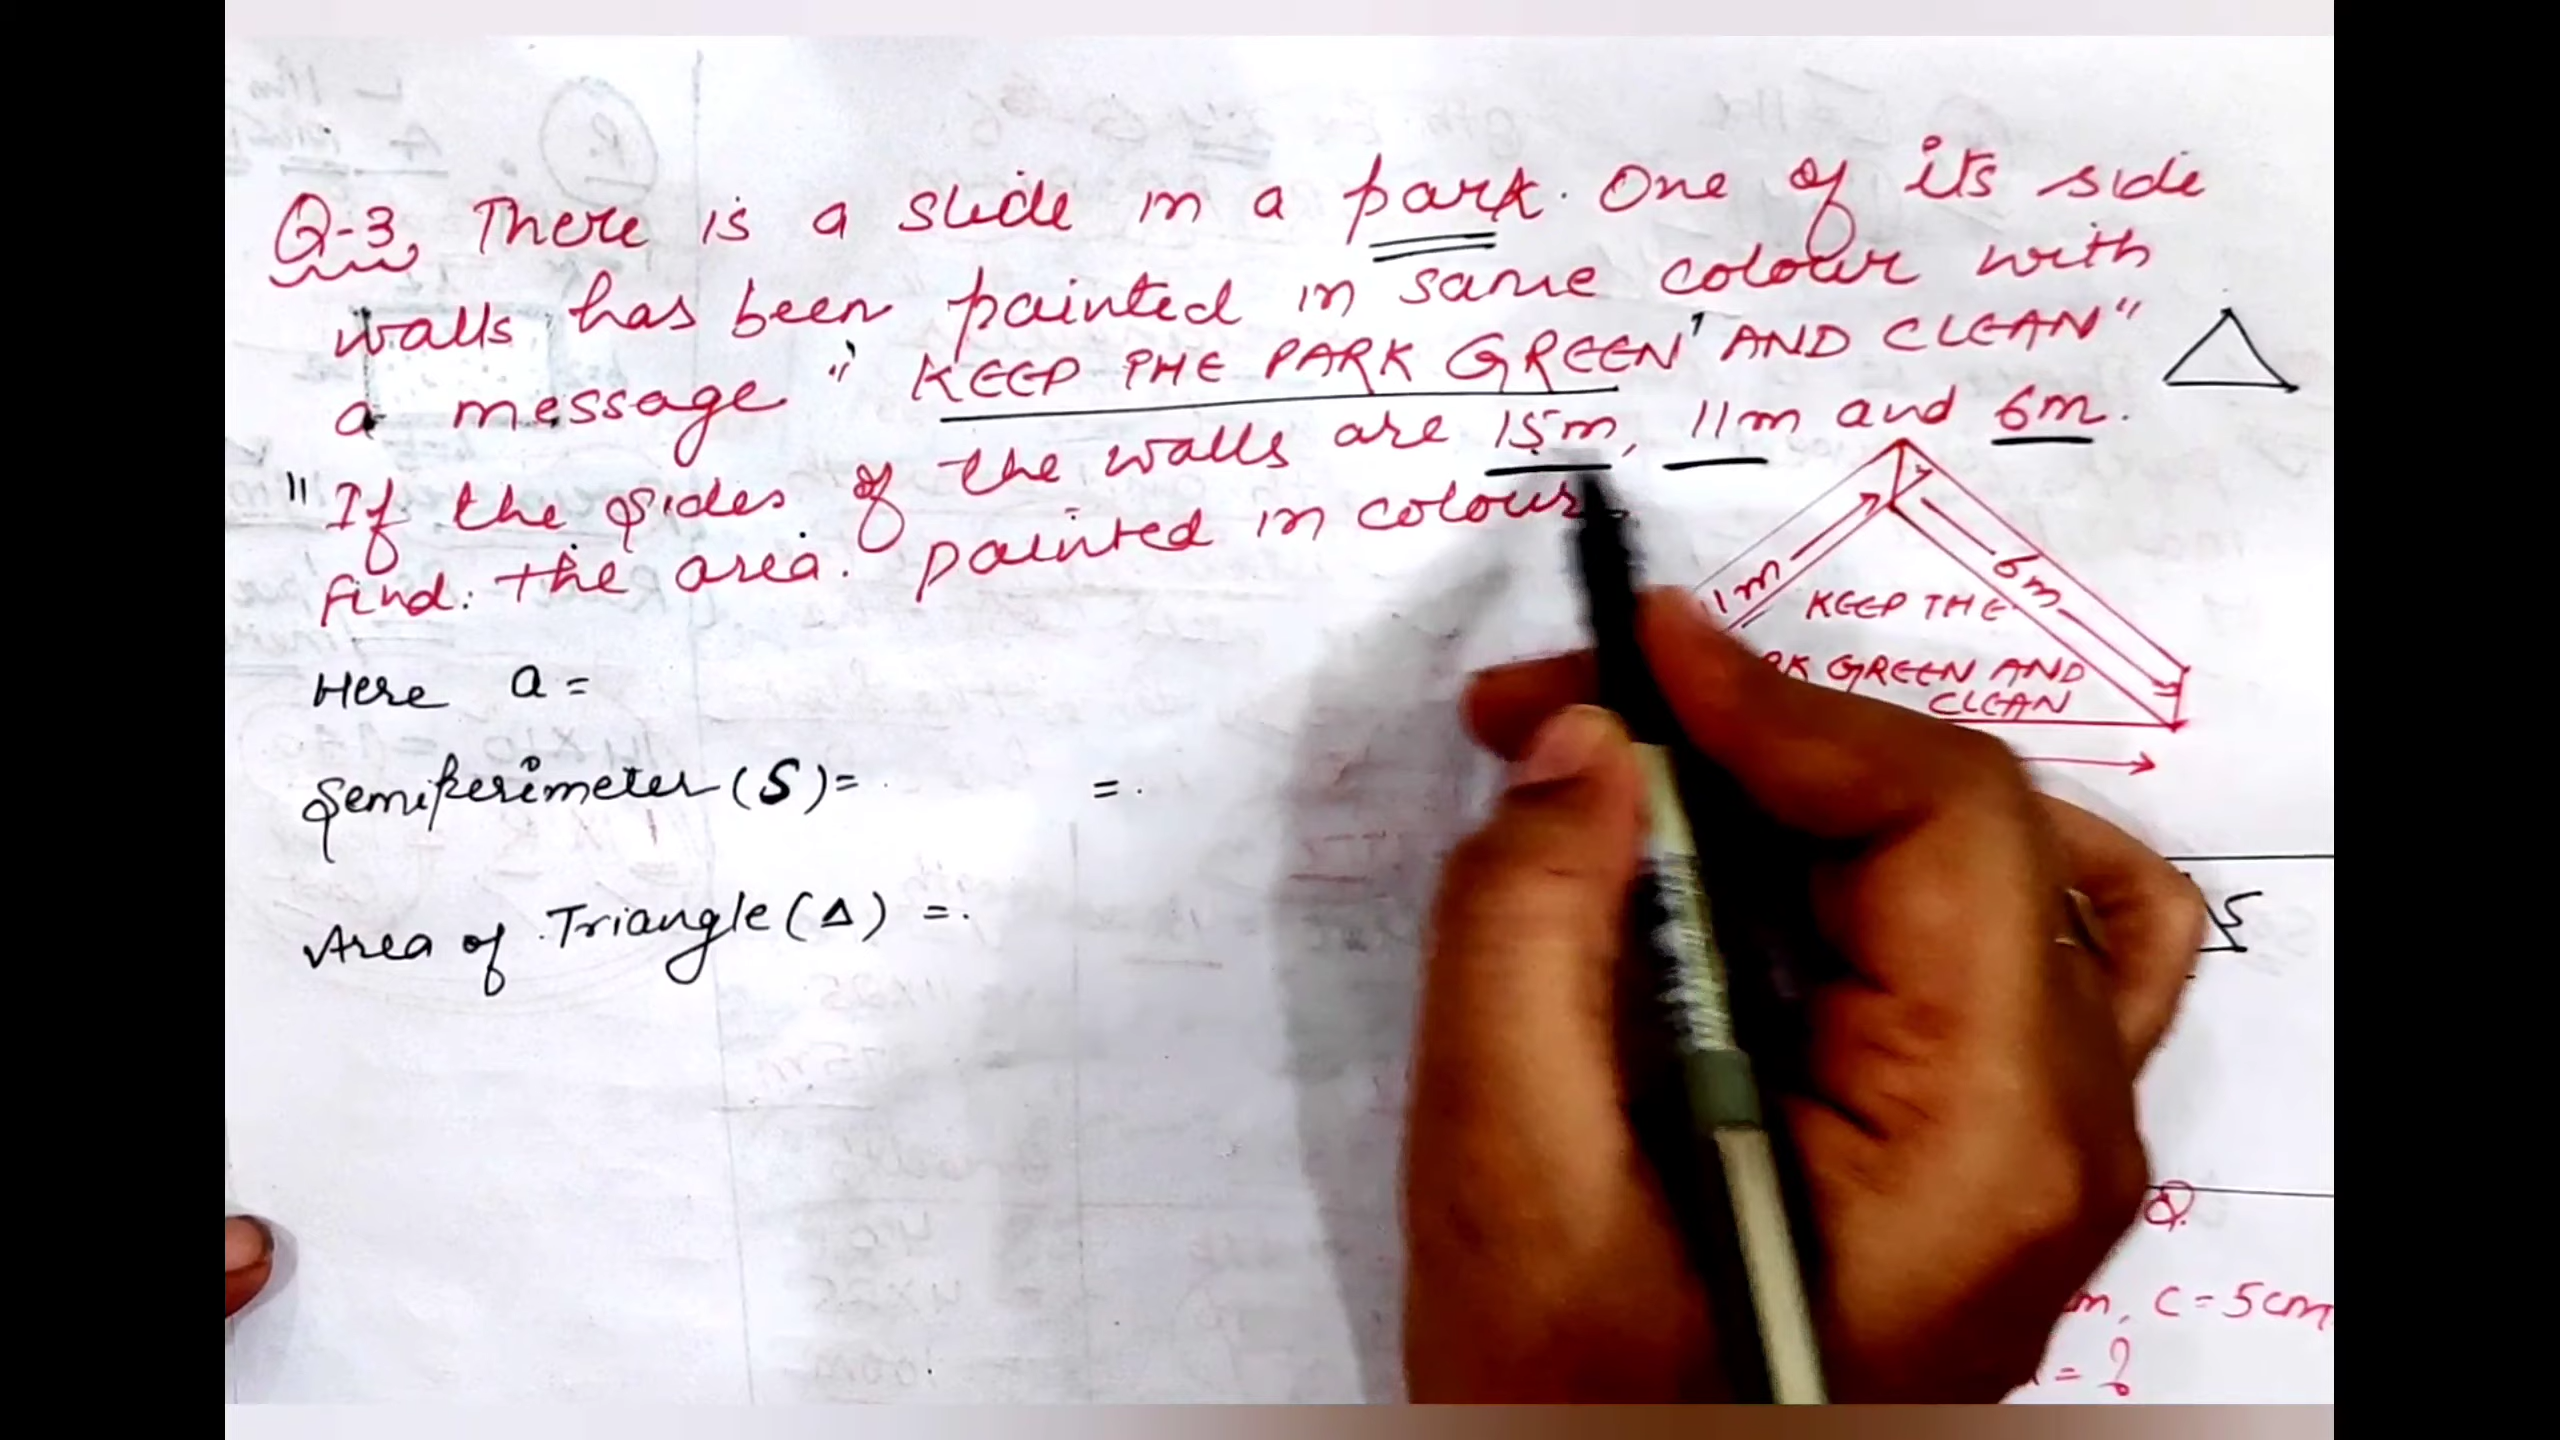 Q-3, There is a slide in a park. One of its side
walls has been painted in same colour with
a message " KEEP THE PARK GREEN' AND CLEAN"
" If the sides of the walls are 15m, 11m and 6m.
find: the area. painted in colour
11m
6m
KEEP THE
RK GREEN AND
CLEAN
Here a =
Semiperimeter (S) = =
Area of Triangle (Δ) =
Q.
m, C = 5cm
= ?